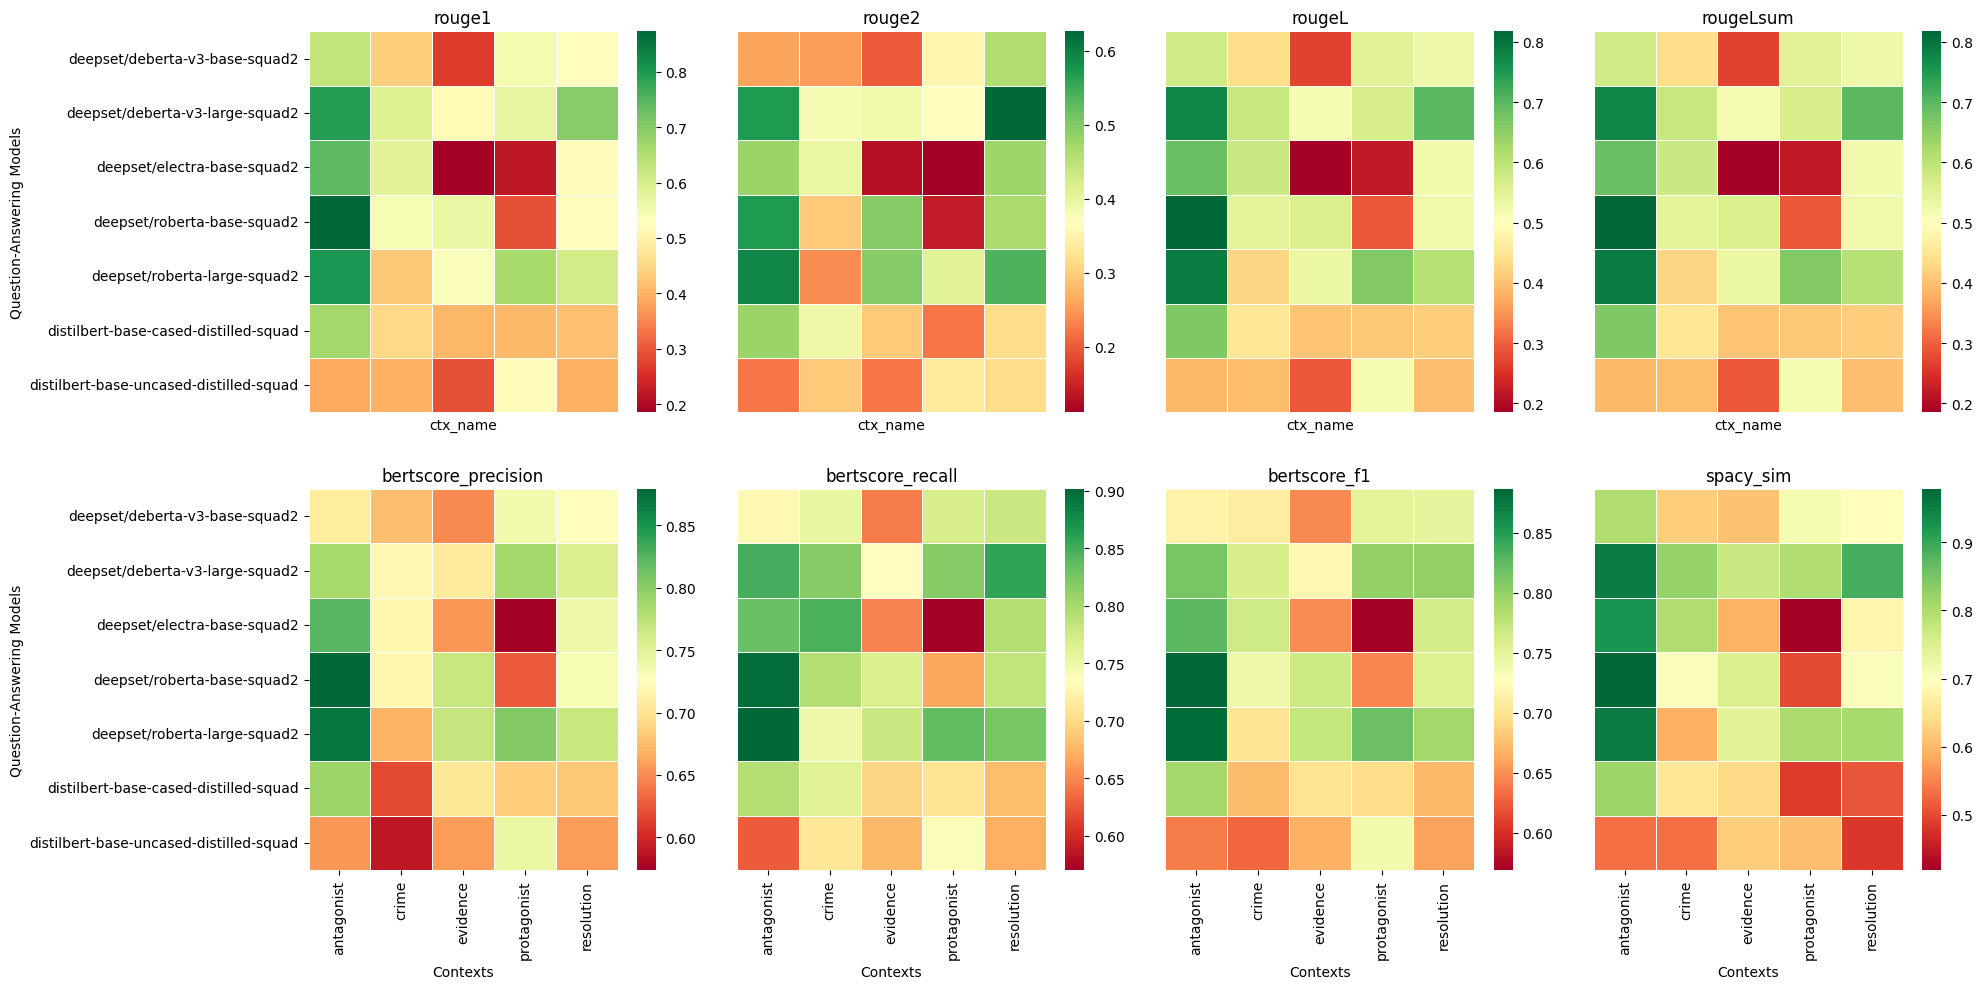 rouge1
rouge2
rougeL
rougeLsum
Question-Answering Models
deepset/deberta-v3-base-squad2
deepset/deberta-v3-large-squad2
deepset/electra-base-squad2
deepset/roberta-base-squad2
deepset/roberta-large-squad2
distilbert-base-cased-distilled-squad
distilbert-base-uncased-distilled-squad
0.8
0.7
0.6
0.5
0.4
0.3
0.2
0.6
0.5
0.4
0.3
0.2
0.8
0.7
0.6
0.5
0.4
0.3
0.2
0.8
0.7
0.6
0.5
0.4
0.3
0.2
ctx_name
ctx_name
ctx_name
ctx_name
bertscore_precision
bertscore_recall
bertscore_f1
spacy_sim
Question-Answering Models
deepset/deberta-v3-base-squad2
deepset/deberta-v3-large-squad2
deepset/electra-base-squad2
deepset/roberta-base-squad2
deepset/roberta-large-squad2
distilbert-base-cased-distilled-squad
distilbert-base-uncased-distilled-squad
0.85
0.80
0.75
0.70
0.65
0.60
0.90
0.85
0.80
0.75
0.70
0.65
0.60
0.85
0.80
0.75
0.70
0.65
0.60
0.9
0.8
0.7
0.6
0.5
antagonist
crime
evidence
protagonist
resolution
antagonist
crime
evidence
protagonist
resolution
antagonist
crime
evidence
protagonist
resolution
antagonist
crime
evidence
protagonist
resolution
Contexts
Contexts
Contexts
Contexts